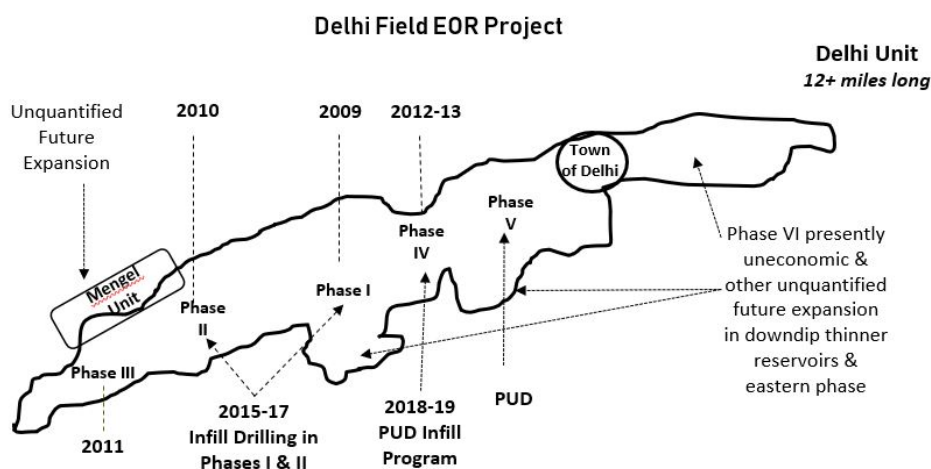 Delhi Field EOR Project
Delhi Unit
12+ miles long
Unquantified
Future
Expansion
2010
2009
2012-13
Town
of Delhi
Phase
V
Phase
IV
Phase VI presently
uneconomic &
other unquantified
future expansion
in downdip thinner
reservoirs &
eastern phase
Mengel
Unit
Phase I
Phase
II
Phase III
2011
2015-17
Infill Drilling in
Phases I & II
2018-19
PUD Infill
Program
PUD